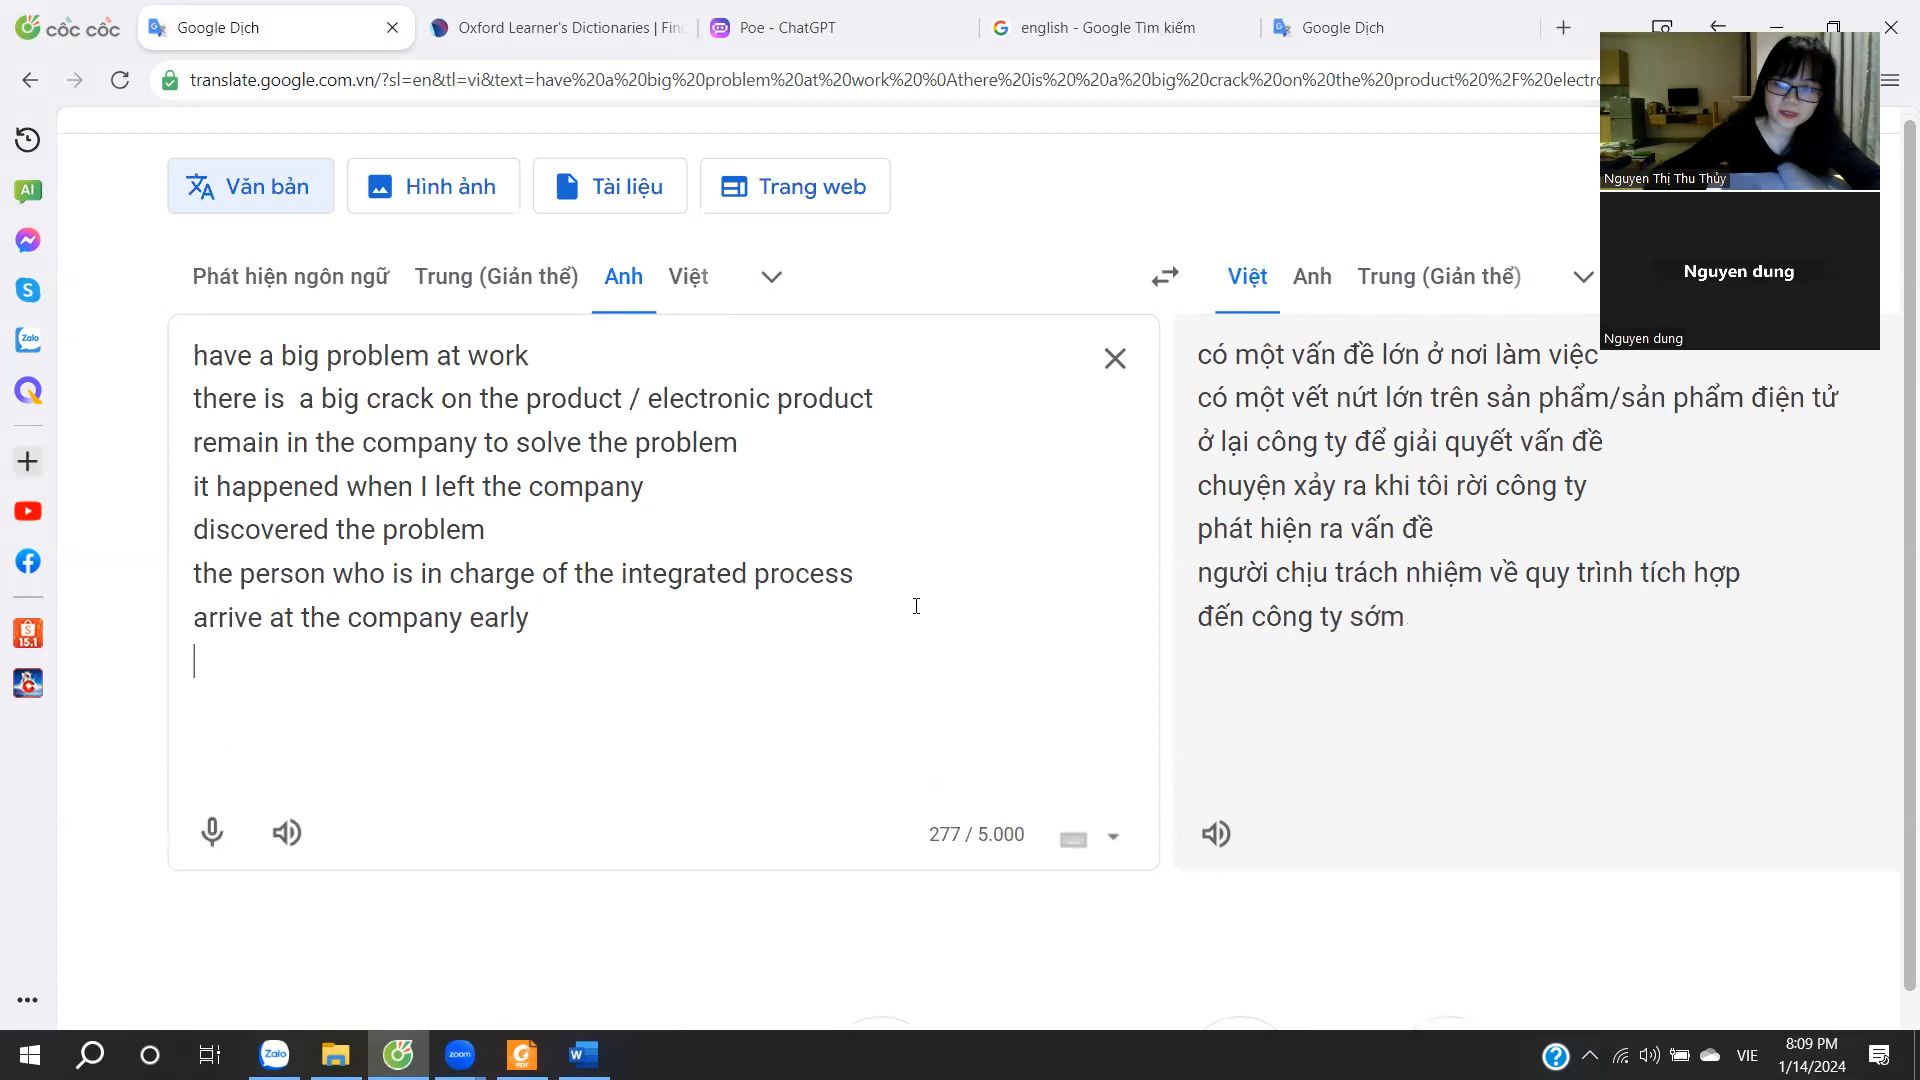 cốc cốc
Google Dịch
Oxford Learner's Dictionaries | Fin
Poe - ChatGPT
english - Google Tìm kiếm
Google Dịch
translate.google.com.vn/?sl=en&tl=vi&text=have%20a%20big%20problem%20at%20work%20%0Athere%20is%20%20a%20big%20crack%20on%20the%20product%20%2F%20electro
Văn bản
Hình ảnh
Tài liệu
Trang web
Nguyen Thị Thu Thủy
Nguyen dung
Nguyen dung
Phát hiện ngôn ngữ Trung (Giản thể) Anh Việt
Việt Anh Trung (Giản thể)
have a big problem at work
there is  a big crack on the product / electronic product
remain in the company to solve the problem
it happened when I left the company
discovered the problem
the person who is in charge of the integrated process
arrive at the company early
277 / 5.000
có một vấn đề lớn ở nơi làm việc
có một vết nứt lớn trên sản phẩm/sản phẩm điện tử
ở lại công ty để giải quyết vấn đề
chuyện xảy ra khi tôi rời công ty
phát hiện ra vấn đề
người chịu trách nhiệm về quy trình tích hợp
đến công ty sớm
AI
S
Zalo
15.1
Zalo
zoom
PDF
W
VIE
8:09 PM
1/14/2024